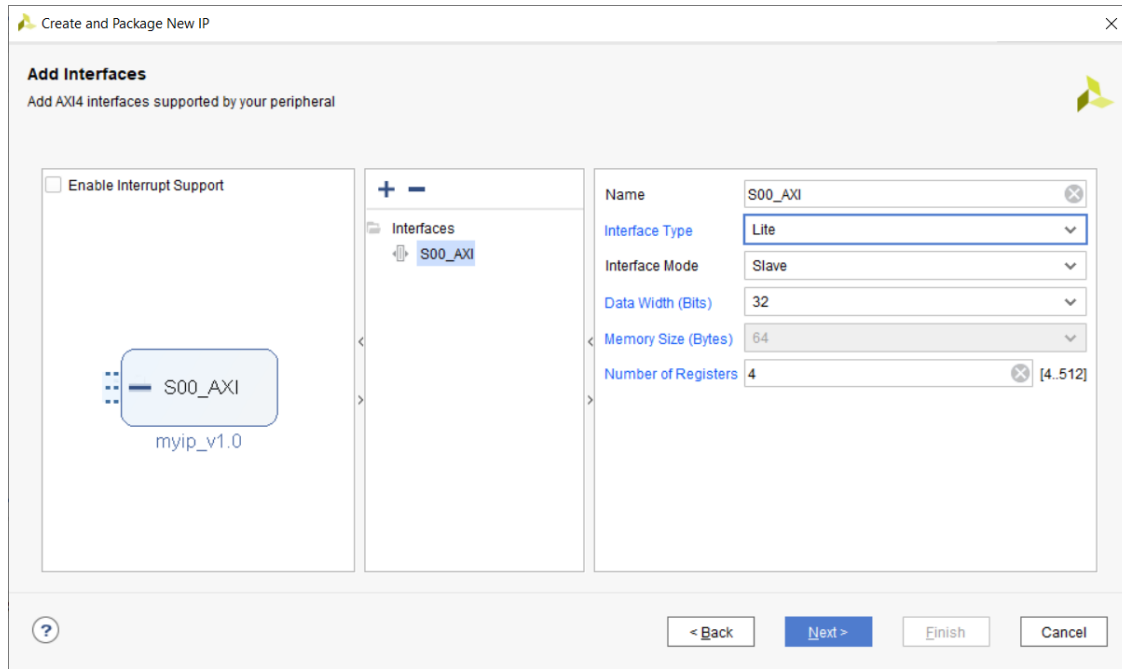 Create and Package New IP
Add Interfaces
Add AXI4 interfaces supported by your peripheral
Enable Interrupt Support
S00_AXI
myip_v1.0
Interfaces
S00_AXI
Name S00_AXI
Interface Type Lite
Interface Mode Slave
Data Width (Bits) 32
Memory Size (Bytes) 64
Number of Registers 4 [4..512]
? < Back Next > Finish Cancel